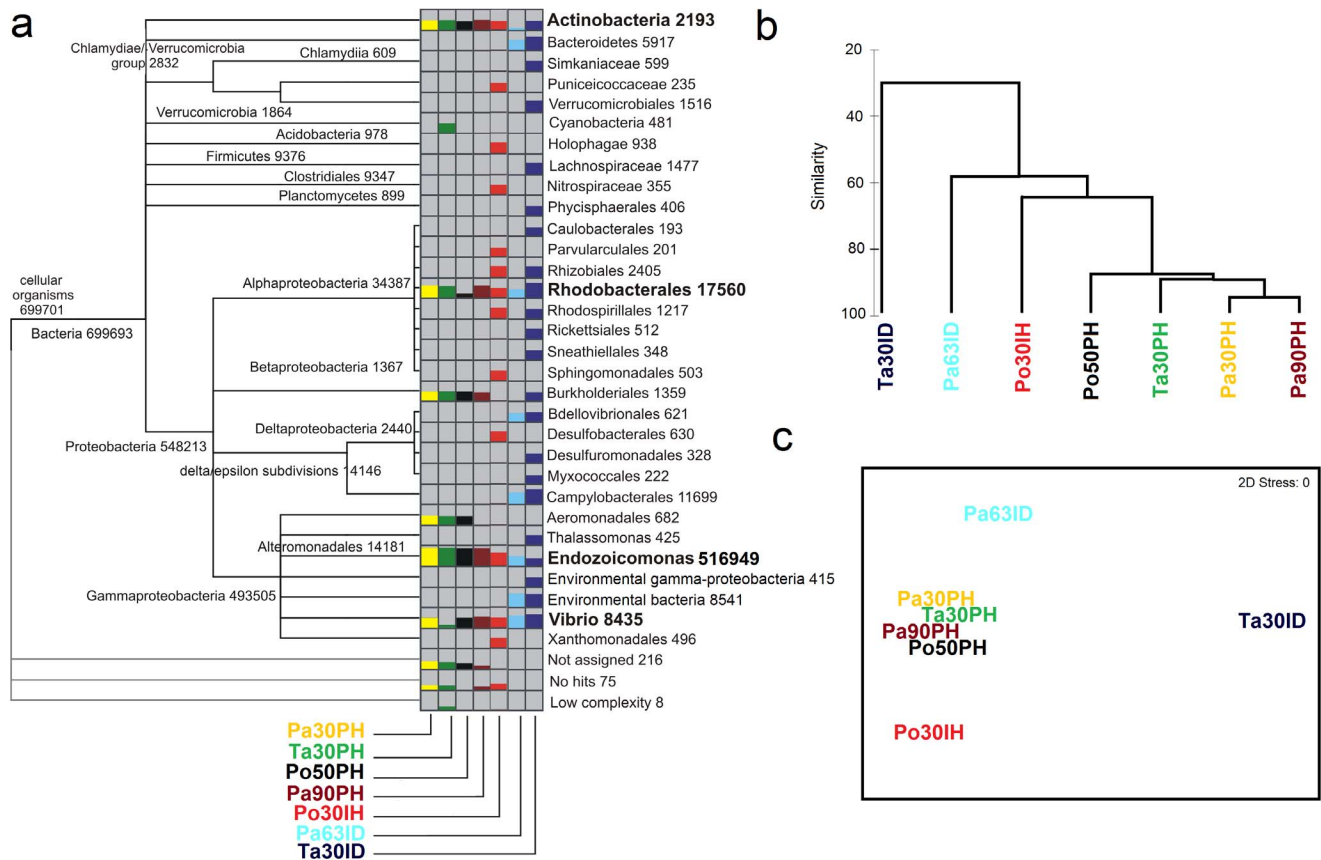 a
Chlamydiae/-Verrucomicrobia
group 2832
Chlamydiia 609
Verrucomicrobia 1864
Acidobacteria 978
Firmicutes 9376
Clostridiales 9347
Planctomycetes 899
cellular
organisms
699701
Bacteria 699693
Alphaproteobacteria 34387
Betaproteobacteria 1367
Proteobacteria 548213
Deltaproteobacteria 2440
delta/epsilon subdivisions 14146
Alteromonadales 14181
Gammaproteobacteria 493505
Actinobacteria 2193
Bacteroidetes 5917
Simkaniaceae 599
Puniceicoccaceae 235
Verrucomicrobiales 1516
Cyanobacteria 481
Holophagae 938
Lachnospiraceae 1477
Nitrospiraceae 355
Phycisphaerales 406
Caulobacterales 193
Parvularculales 201
Rhizobiales 2405
Rhodobacterales 17560
Rhodospirillales 1217
Rickettsiales 512
Sneathiellales 348
Sphingomonadales 503
Burkholderiales 1359
Bdellovibrionales 621
Desulfobacterales 630
Desulfuromonadales 328
Myxococcales 222
Campylobacterales 11699
Aeromonadales 682
Thalassomonas 425
Endozoicomonas 516949
Environmental gamma-proteobacteria 415
Environmental bacteria 8541
Vibrio 8435
Xanthomonadales 496
Not assigned 216
No hits 75
Low complexity 8
Pa30PH
Ta30PH
Po50PH
Pa90PH
Po30IH
Pa63ID
Ta30ID
b
Similarity
20
40
60
80
100
Ta30ID
Pa63ID
Po30IH
Po50PH
Ta30PH
Pa30PH
Pa90PH
c
2D Stress: 0
Pa63ID
Pa30PH
Ta30PH
Ta30ID
Pa90PH
Po50PH
Po30IH